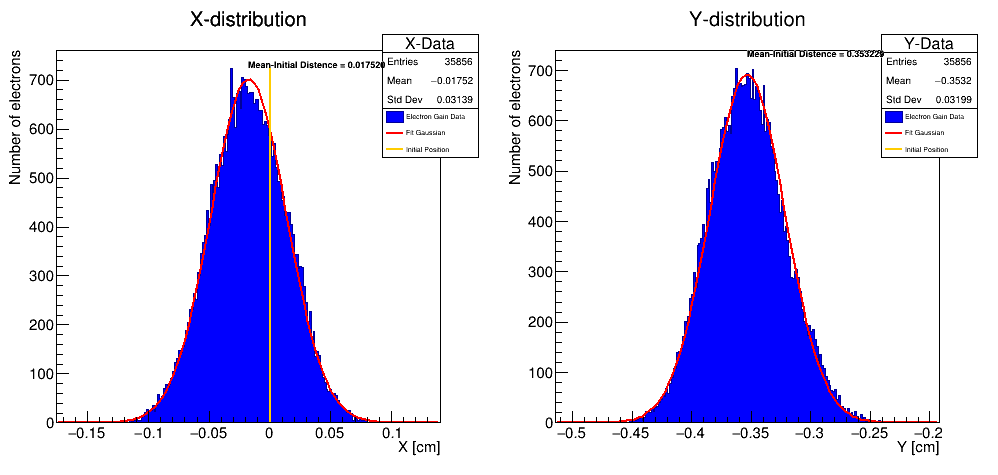 X-distribution
Number of electrons
Mean-Initial Distence = 0.017520
X-Data
Entries 35856
Mean −0.01752
Std Dev 0.03139
Electron Gain Data
Fit Gaussian
Initial Position
700
600
500
400
300
200
100
0
−0.15 −0.1 −0.05 0 0.05 0.1
X [cm]
Y-distribution
Number of electrons
Mean-Initial Distence = 0.353229
Y-Data
Entries 35856
Mean −0.3532
Std Dev 0.03199
Electron Gain Data
Fit Gaussian
Initial Position
700
600
500
400
300
200
100
0
−0.5 −0.45 −0.4 −0.35 −0.3 −0.25 −0.2
Y [cm]